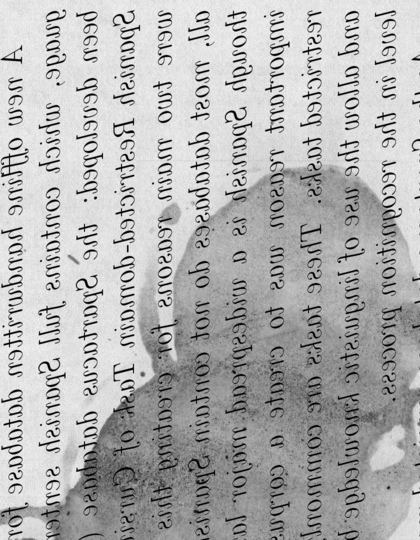 A new offline handwritten database for
guage, which contains full Spanish senten
been developed: the Spartacus database (
Spanish Restricted-domain Task of Cursi
were two main reasons for creating this
all, most databases do not contain Spanis
though Spanish is a widespread major la
important reason was to create a corpus
restricted tasks. These tasks are commonl
and allow the use of linguistic knowledge b
level in the recognition process.